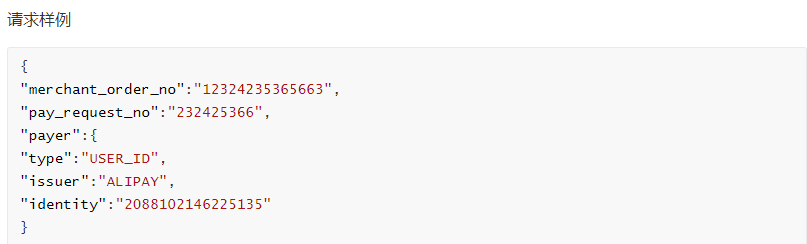 请求样例
{
"merchant_order_no":"12324235365663",
"pay_request_no":"232425366",
"payer":{
"type":"USER_ID",
"issuer":"ALIPAY",
"identity":"2088102146225135"
}